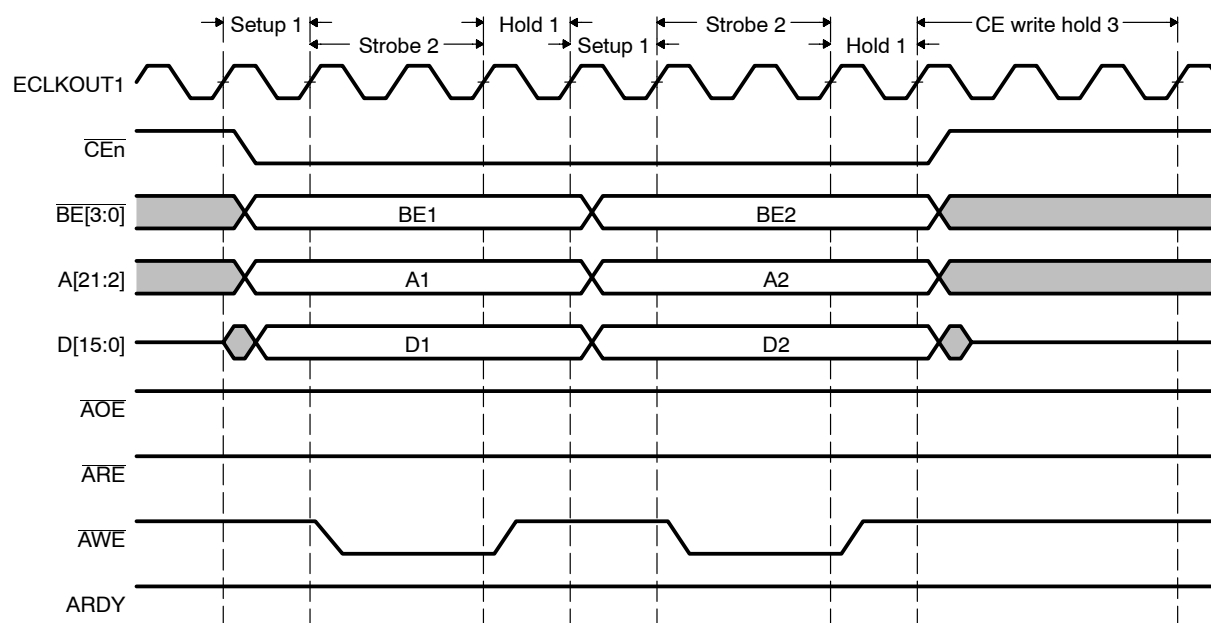 Setup 1 Hold 1 Strobe 2 CE write hold 3
Strobe 2 Setup 1 Hold 1
ECLKOUT1
CEn
BE[3:0] BE1 BE2
A[21:2] A1 A2
D[15:0] D1 D2
AOE
ARE
AWE
ARDY